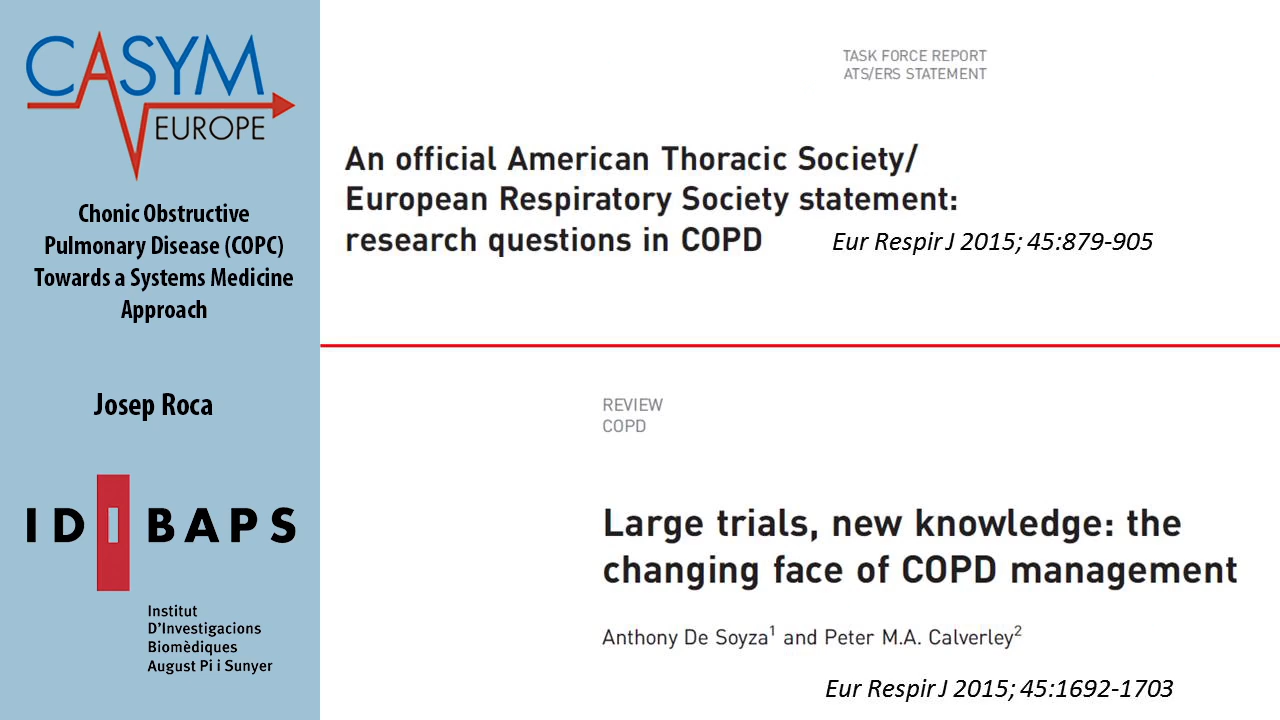 CASYM
EUROPE
Chonic Obstructive
Pulmonary Disease (COPC)
Towards a Systems Medicine
Approach
Josep Roca
IDIBAPS
Institut
D'Investigacions
Biomèdiques
August Pi i Sunyer
TASK FORCE REPORT
ATS/ERS STATEMENT
An official American Thoracic Society/
European Respiratory Society statement:
research questions in COPD
Eur Respir J 2015; 45:879-905
REVIEW
COPD
Large trials, new knowledge: the
changing face of COPD management
Anthony De Soyza¹ and Peter M.A. Calverley²
Eur Respir J 2015; 45:1692-1703